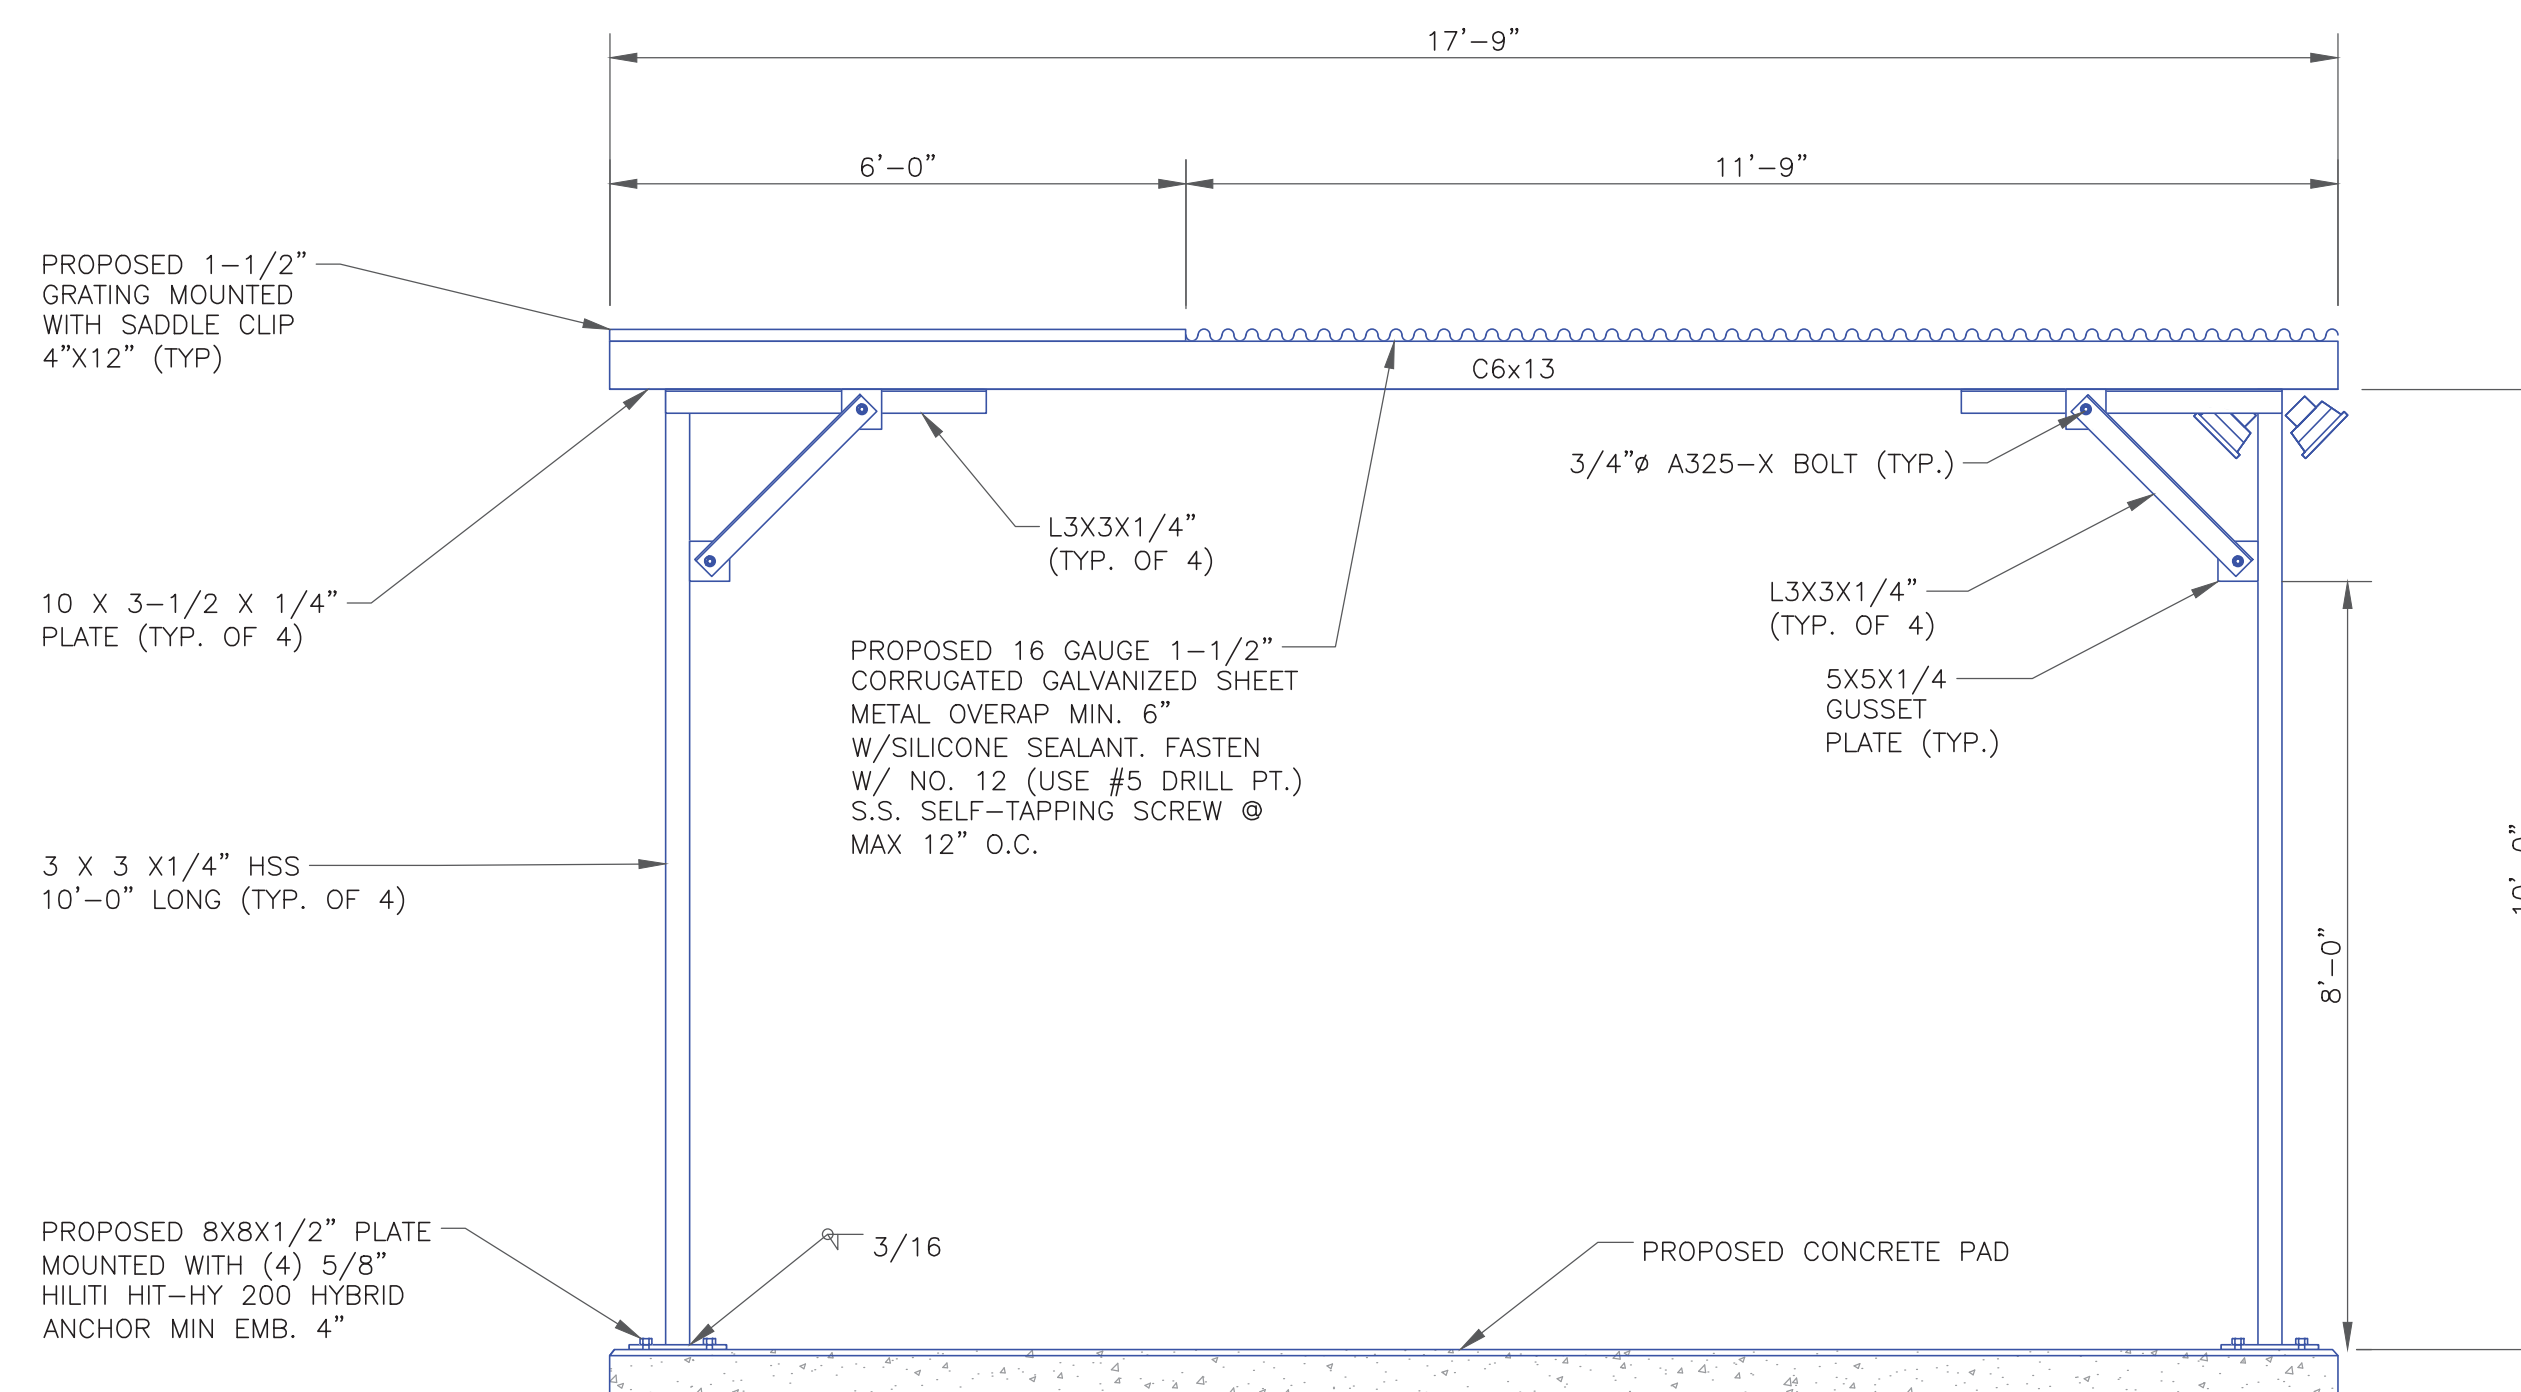 17'-9"
6'-0"
11'-9"
PROPOSED 1-1/2"
GRATING MOUNTED
WITH SADDLE CLIP
4"X12" (TYP)
C6x13
3/4"ø A325-X BOLT (TYP.)
L3X3X1/4"
(TYP. OF 4)
L3X3X1/4"
(TYP. OF 4)
10 X 3-1/2 X 1/4"
PLATE (TYP. OF 4)
PROPOSED 16 GAUGE 1-1/2"
CORRUGATED GALVANIZED SHEET
METAL OVERAP MIN. 6"
W/SILICONE SEALANT. FASTEN
W/ NO. 12 (USE #5 DRILL PT.)
S.S. SELF-TAPPING SCREW @
MAX 12" O.C.
5X5X1/4
GUSSET
PLATE (TYP.)
3 X 3 X1/4" HSS
10'-0" LONG (TYP. OF 4)
8'-0"
PROPOSED 8X8X1/2" PLATE
MOUNTED WITH (4) 5/8"
HILITI HIT-HY 200 HYBRID
ANCHOR MIN EMB. 4"
3/16
PROPOSED CONCRETE PAD